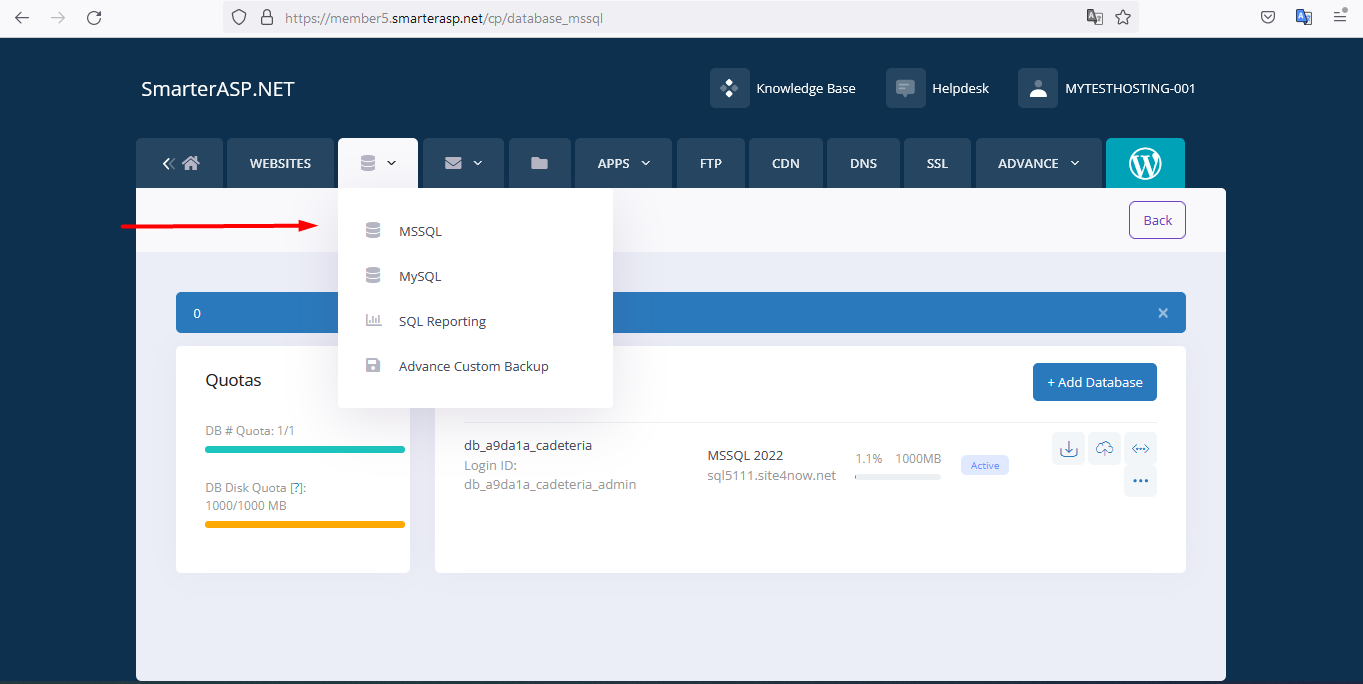 https://member5.smarterasp.net/cp/database_mssql
SmarterASP.NET
Knowledge Base
Helpdesk
MYTESTHOSTING-001
WEBSITES
APPS
FTP
CDN
DNS
SSL
ADVANCE
MSSQL
MySQL
SQL Reporting
Advance Custom Backup
Back
0
Quotas
DB # Quota: 1/1
DB Disk Quota [?]:
1000/1000 MB
+ Add Database
db_a9da1a_cadeteria
Login ID:
db_a9da1a_cadeteria_admin
MSSQL 2022
sql5111.site4now.net
1.1% 1000MB
Active